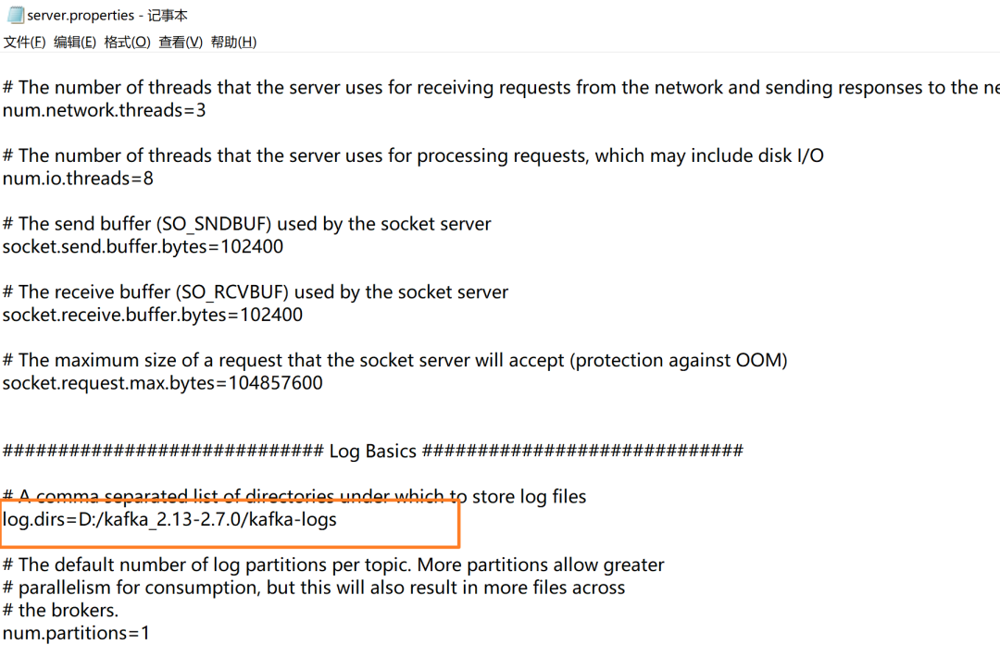 server.properties - 记事本
文件(F) 编辑(E) 格式(O) 查看(V) 帮助(H)
# The number of threads that the server uses for receiving requests from the network and sending responses to the ne
num.network.threads=3
# The number of threads that the server uses for processing requests, which may include disk I/O
num.io.threads=8
# The send buffer (SO_SNDBUF) used by the socket server
socket.send.buffer.bytes=102400
# The receive buffer (SO_RCVBUF) used by the socket server
socket.receive.buffer.bytes=102400
# The maximum size of a request that the socket server will accept (protection against OOM)
socket.request.max.bytes=104857600
############################# Log Basics #############################
# A comma separated list of directories under which to store log files
log.dirs=D:/kafka_2.13-2.7.0/kafka-logs
# The default number of log partitions per topic. More partitions allow greater
# parallelism for consumption, but this will also result in more files across
# the brokers.
num.partitions=1